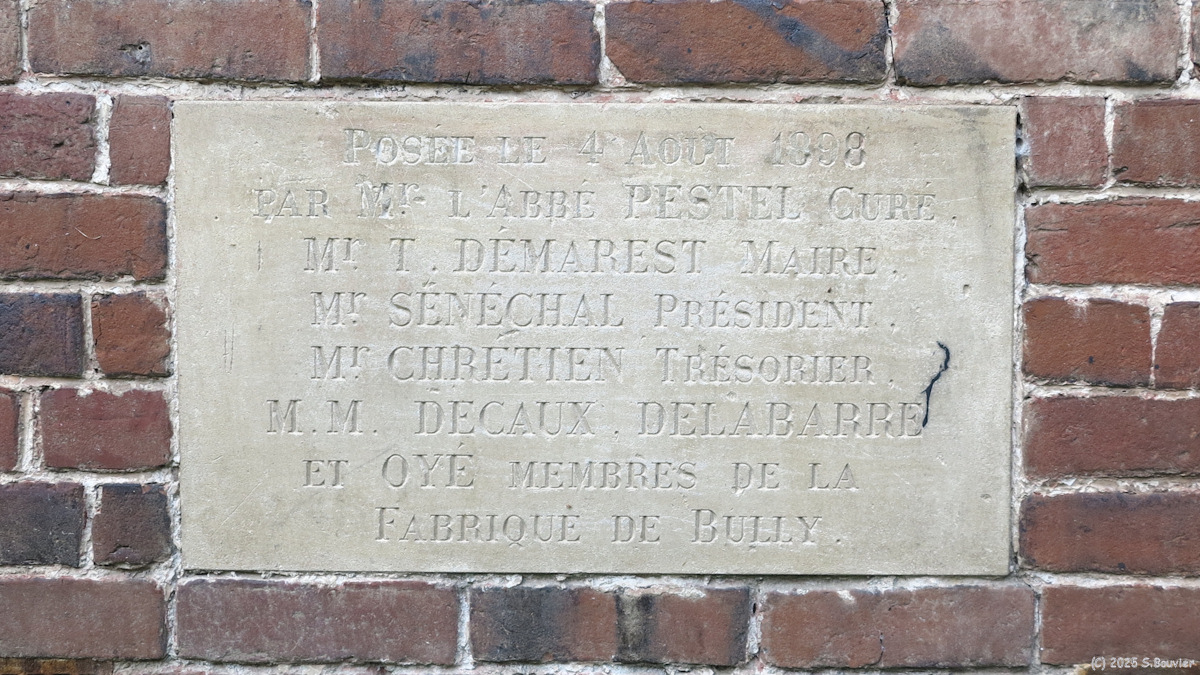 POSÉE LE 4 AOUT 1898
PAR Mr L'ABBÉ PESTEL CURÉ,
Mr T. DÉMAREST MAIRE,
Mr SÉNÉCHAL PRÉSIDENT,
Mr CHRÉTIEN TRÉSORIER,
M.M. DECAUX, DELABARRE
ET OYÉ MEMBRES DE LA
FABRIQUE DE BULLY.
(C) 2025 S.Bouvier